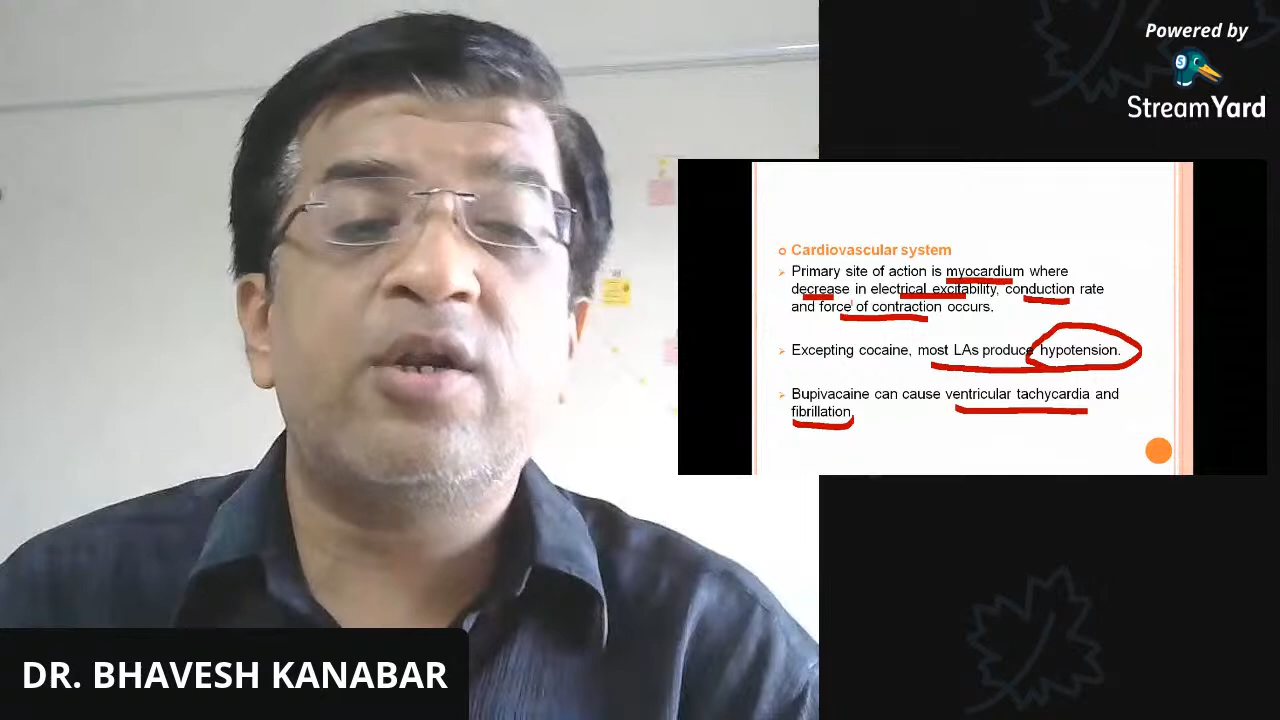 Powered by
StreamYard
Cardiovascular system
Primary site of action is myocardium where
decrease in electrical excitability, conduction rate
and force of contraction occurs.
Excepting cocaine, most LAs produce hypotension.
Bupivacaine can cause ventricular tachycardia and
fibrillation.
DR. BHAVESH KANABAR